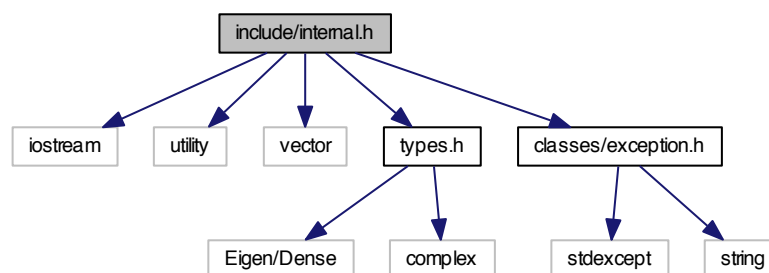 include/internal.h
iostream
utility
vector
types.h
classes/exception.h
Eigen/Dense
complex
stdexcept
string